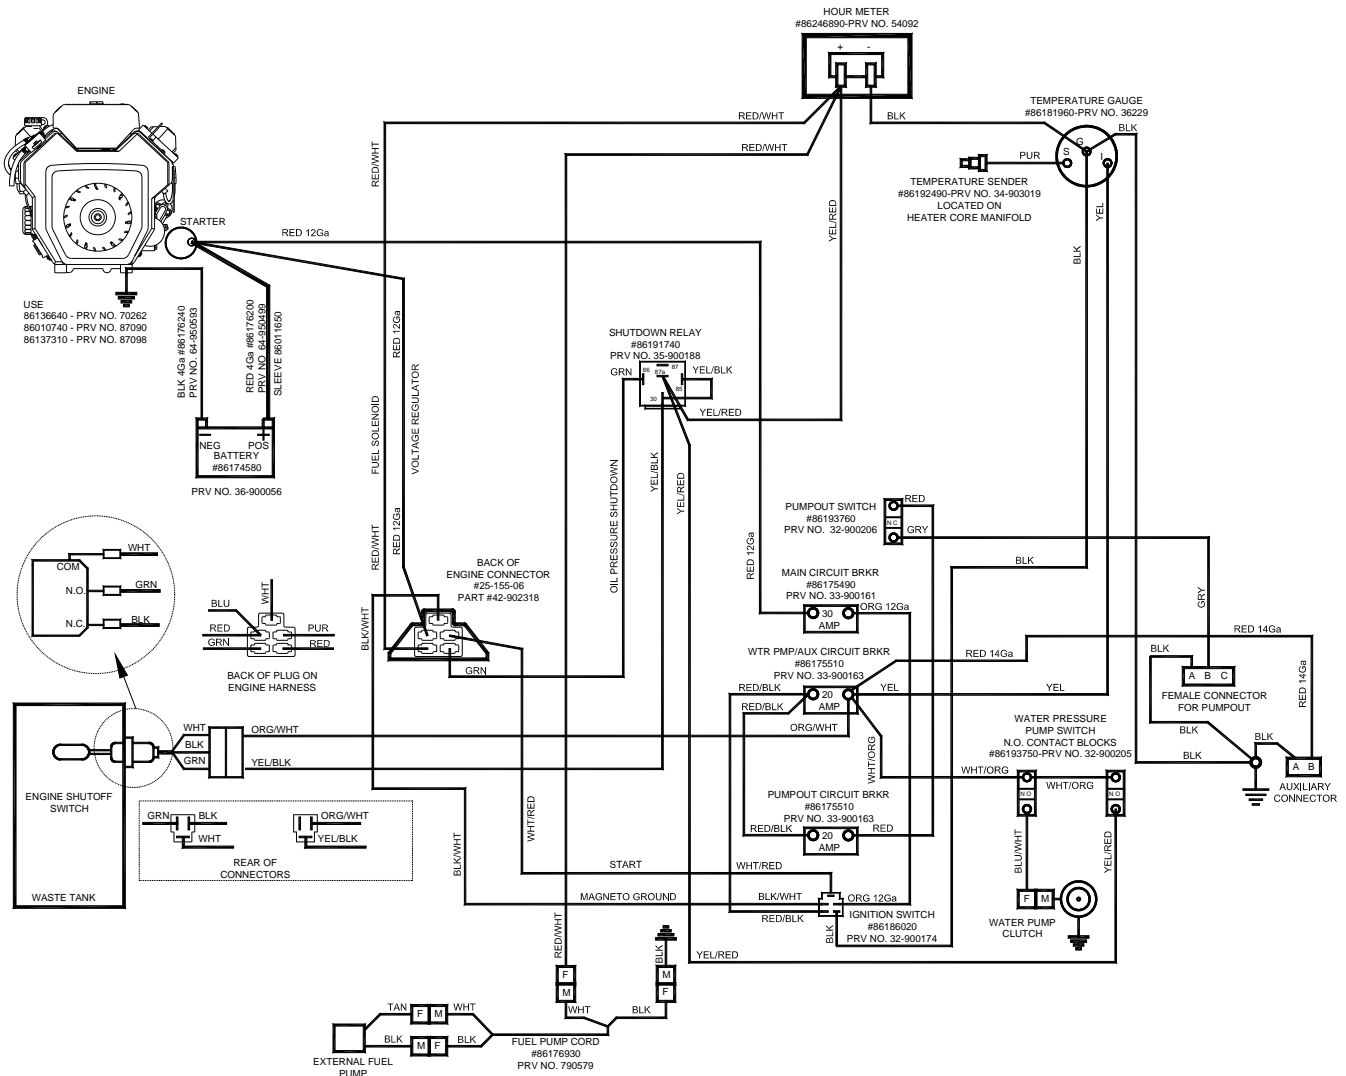 HOUR METER
#86246890-PRV NO. 54092
+ -
ENGINE
TEMPERATURE GAUGE
#86181960-PRV NO. 36229
RED/WHT
BLK
BLK
G
S
I
RED/WHT
PUR
RED/WHT
TEMPERATURE SENDER
#86192490-PRV NO. 34-903019
LOCATED ON
HEATER CORE MANIFOLD
YEL
YEL/RED
STARTER
RED 12Ga
BLK
USE
86136640 - PRV NO. 70262
86010740 - PRV NO. 87090
86137310 - PRV NO. 87098
BLK 4Ga #86176240
PRV NO. 64-950593
RED 4Ga #86176200
PRV NO 64-950499
SLEEVE 86011650
RED 12Ga
SHUTDOWN RELAY
#86191740
PRV NO. 35-900188
GRN
86
87
87a
85
30
YEL/BLK
YEL/RED
FUEL SOLENOID
VOLTAGE REGULATOR
NEG POS
BATTERY
#86174580
PRV NO. 36-900056
OIL PRESSURE SHUTDOWN
YEL/BLK
YEL/RED
PUMPOUT SWITCH
#86193760
PRV NO. 32-900206
RED
N C
GRY
RED/WHT
RED 12Ga
RED 12Ga
WHT
COM
N.O.
GRN
N.C.
BLK
BACK OF
ENGINE CONNECTOR
#25-155-06
PART #42-902318
MAIN CIRCUIT BRKR
#86175490
PRV NO. 33-900161
30
AMP
ORG 12Ga
BLK
GRY
WHT
BLU
RED
GRN
PUR
RED
BACK OF PLUG ON
ENGINE HARNESS
BLK/WHT
GRN
RED 14Ga
RED 14Ga
WTR PMP/AUX CIRCUIT BRKR
#86175510
PRV NO. 33-900163
BLK
A B C
FEMALE CONNECTOR
FOR PUMPOUT
RED 14Ga
RED/BLK
20
AMP
YEL
YEL
RED/BLK
ORG/WHT
WHT
BLK
GRN
ORG/WHT
YEL/BLK
WATER PRESSURE
PUMP SWITCH
N.O. CONTACT BLOCKS
#86193750-PRV NO. 32-900205
BLK
BLK
BLK
A B
AUXILIARY
CONNECTOR
WHT/ORG
WHT/ORG
WHT/ORG
N O
N O
ENGINE SHUTOFF
SWITCH
WASTE TANK
GRN
BLK
WHT
ORG/WHT
YEL/BLK
REAR OF
CONNECTORS
PUMPOUT CIRCUIT BRKR
#86175510
PRV NO. 33-900163
RED/BLK
20
AMP
RED
WHT/RED
BLK/WHT
START
WHT/RED
MAGNETO GROUND
BLK/WHT
RED/BLK
ORG 12Ga
IGNITION SWITCH
#86186020
PRV NO. 32-900174
BLK
BLU/WHT
YEL/RED
F M
WATER PUMP
CLUTCH
YEL/RED
RED/WHT
BLK
F
M
M
F
WHT
BLK
TAN
F M
WHT
BLK
M F
BLK
FUEL PUMP CORD
#86176930
PRV NO. 790579
EXTERNAL FUEL
PUMP